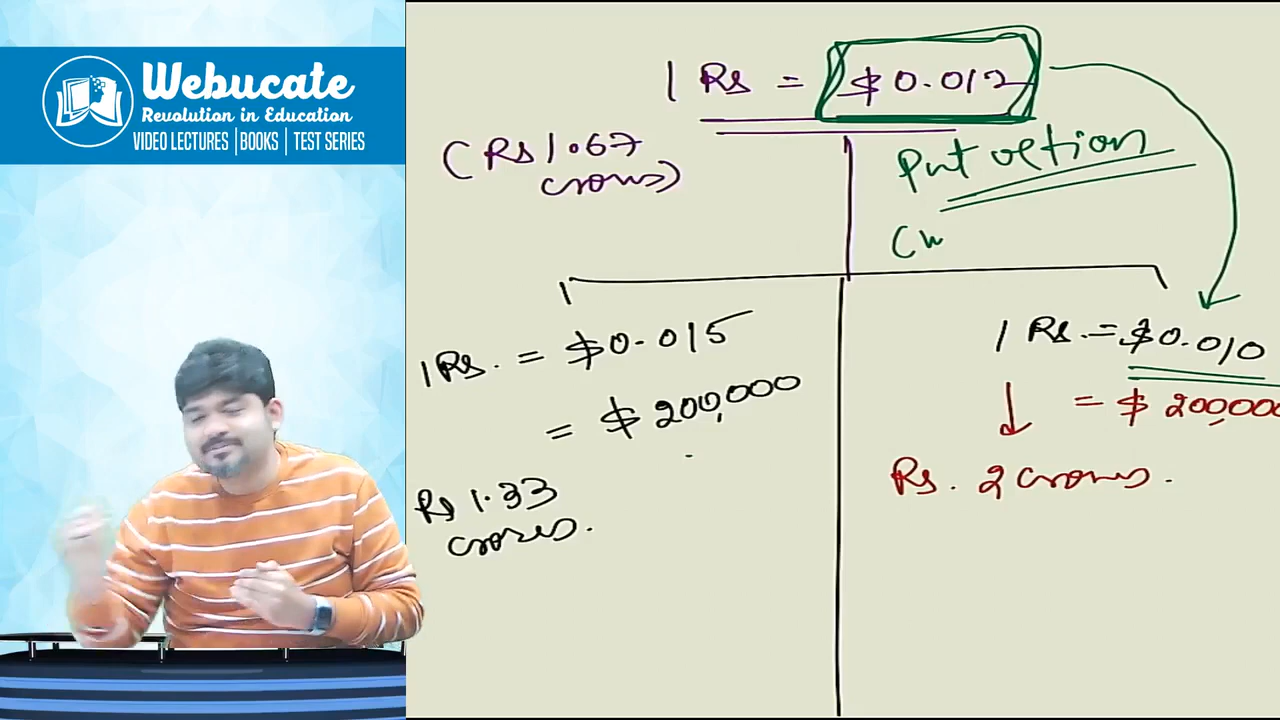 Webucate
Revolution in Education
VIDEO LECTURES | BOOKS | TEST SERIES
1 Rs = $0.012
(Rs 1.67
crores)
Put option
1 Rs. = $0.015
= $200,000
Rs 1.33
crores.
1 Rs. = $0.010
= $200,000
Rs. 2 crores.